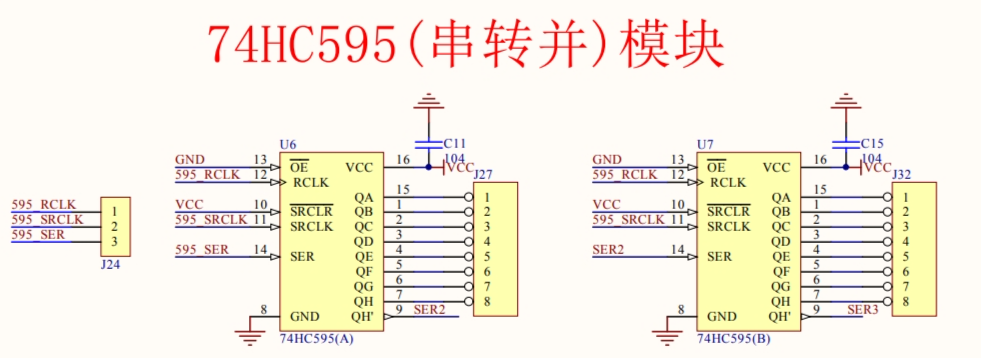 74HC595(串转并)模块
595_RCLK
595_SRCLK
595_SER
1
2
3
J24
U6
C11
104
VCC
GND 13 OE VCC 16
595_RCLK 12 RCLK
VCC 10 SRCLR
595_SRCLK 11 SRCLK
595_SER 14 SER
8 GND
QA 15
QB 1
QC 2
QD 3
QE 4
QF 5
QG 6
QH 7
QH' 9 SER2
74HC595(A)
J27
1
2
3
4
5
6
7
8
U7
C15
104
VCC
GND 13 OE VCC 16
595_RCLK 12 RCLK
VCC 10 SRCLR
595_SRCLK 11 SRCLK
SER2 14 SER
8 GND
QA 15
QB 1
QC 2
QD 3
QE 4
QF 5
QG 6
QH 7
QH' 9 SER3
74HC595(B)
J32
1
2
3
4
5
6
7
8